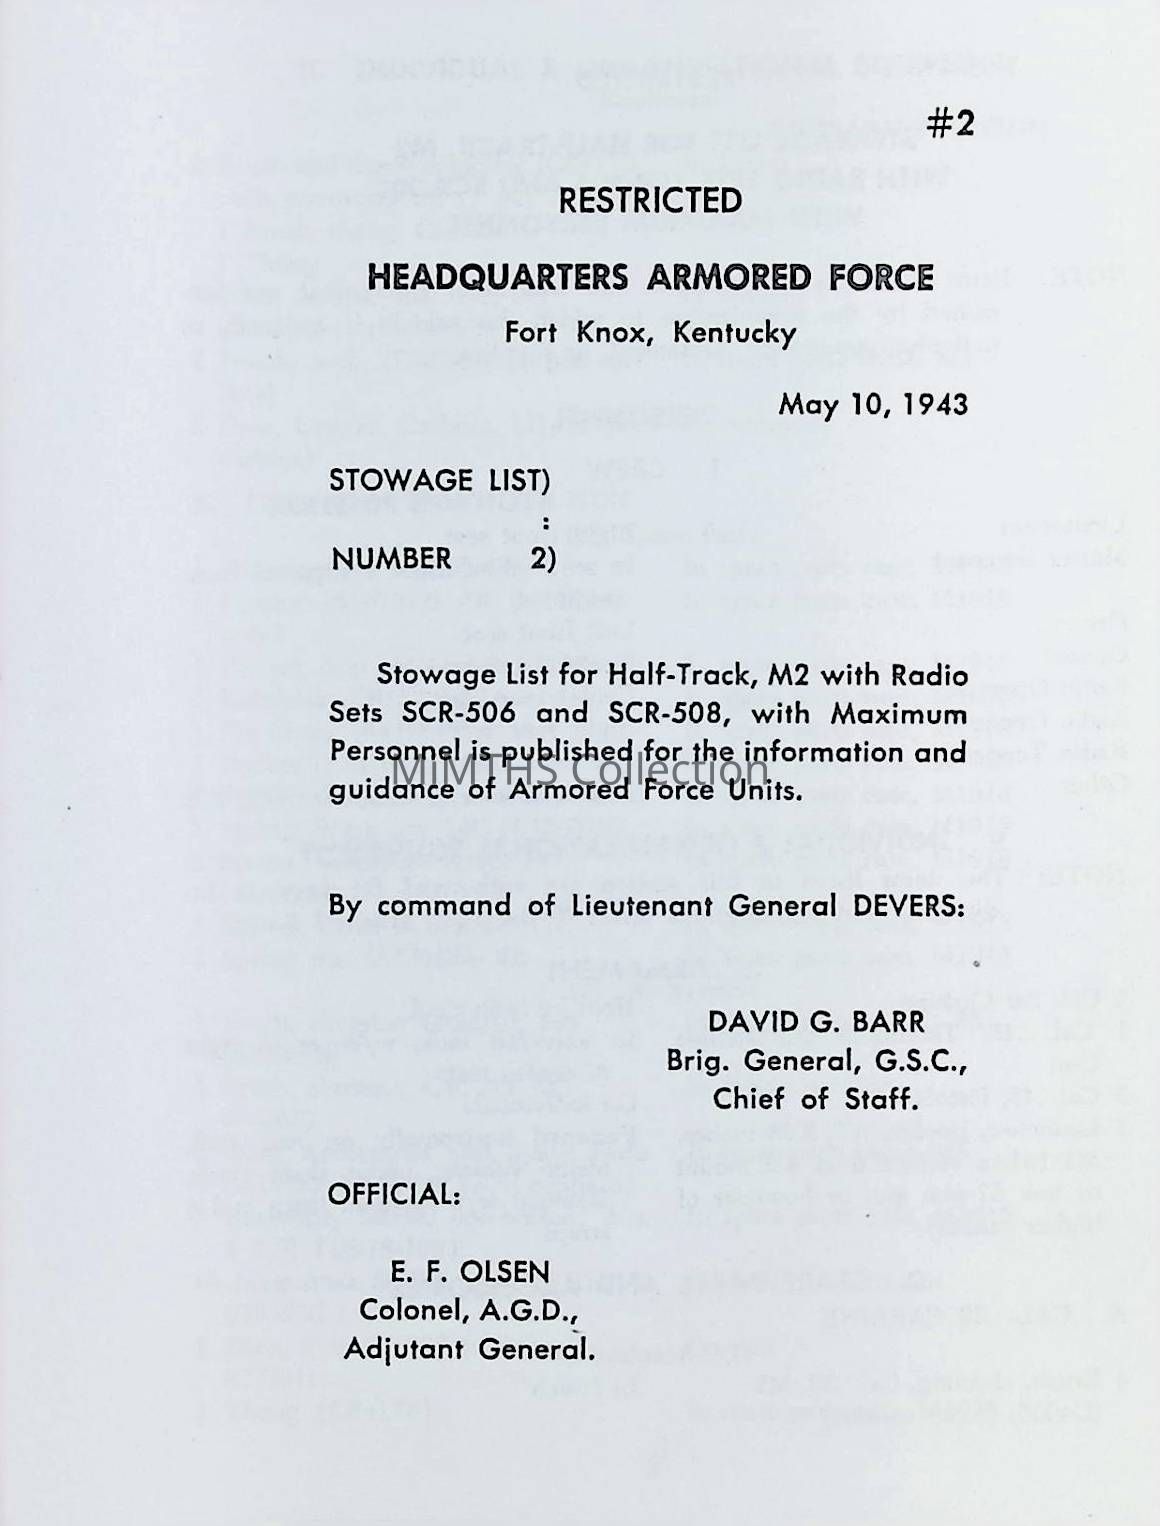 #2
RESTRICTED
HEADQUARTERS ARMORED FORCE
Fort Knox, Kentucky
May 10, 1943
STOWAGE LIST)
:
NUMBER 2)
Stowage List for Half-Track, M2 with Radio
Sets SCR-506 and SCR-508, with Maximum
Personnel is published for the information and
MIMTHS Collection
guidance of Armored Force Units.
By command of Lieutenant General DEVERS:
DAVID G. BARR
Brig. General, G.S.C.,
Chief of Staff.
OFFICIAL:
E. F. OLSEN
Colonel, A.G.D.,
Adjutant General.